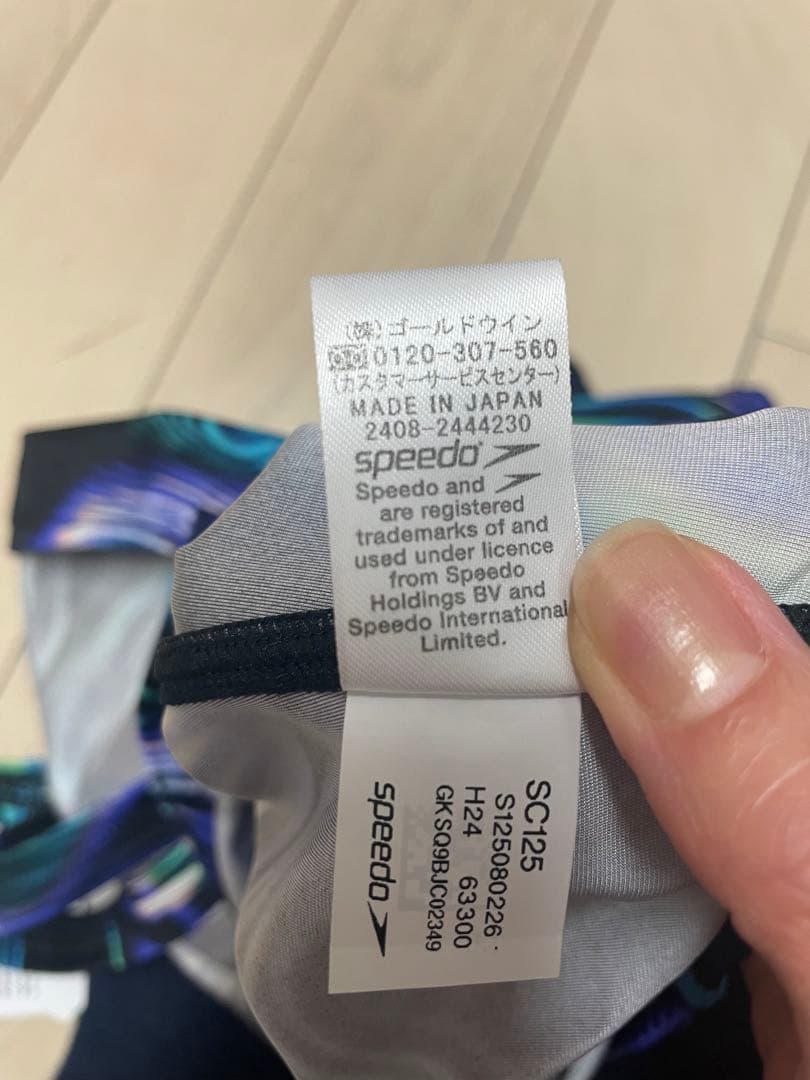 (株)ゴールドウイン
0120-307-560
(カスタマーサービスセンター)
MADE IN JAPAN
2408-2444230
speedo
Speedo and
are registered
trademarks of and
used under licence
from Speedo
Holdings BV and
Speedo International
Limited.
SC125
S125080226
H24 63300
GKSQ9BJC02349
speedo